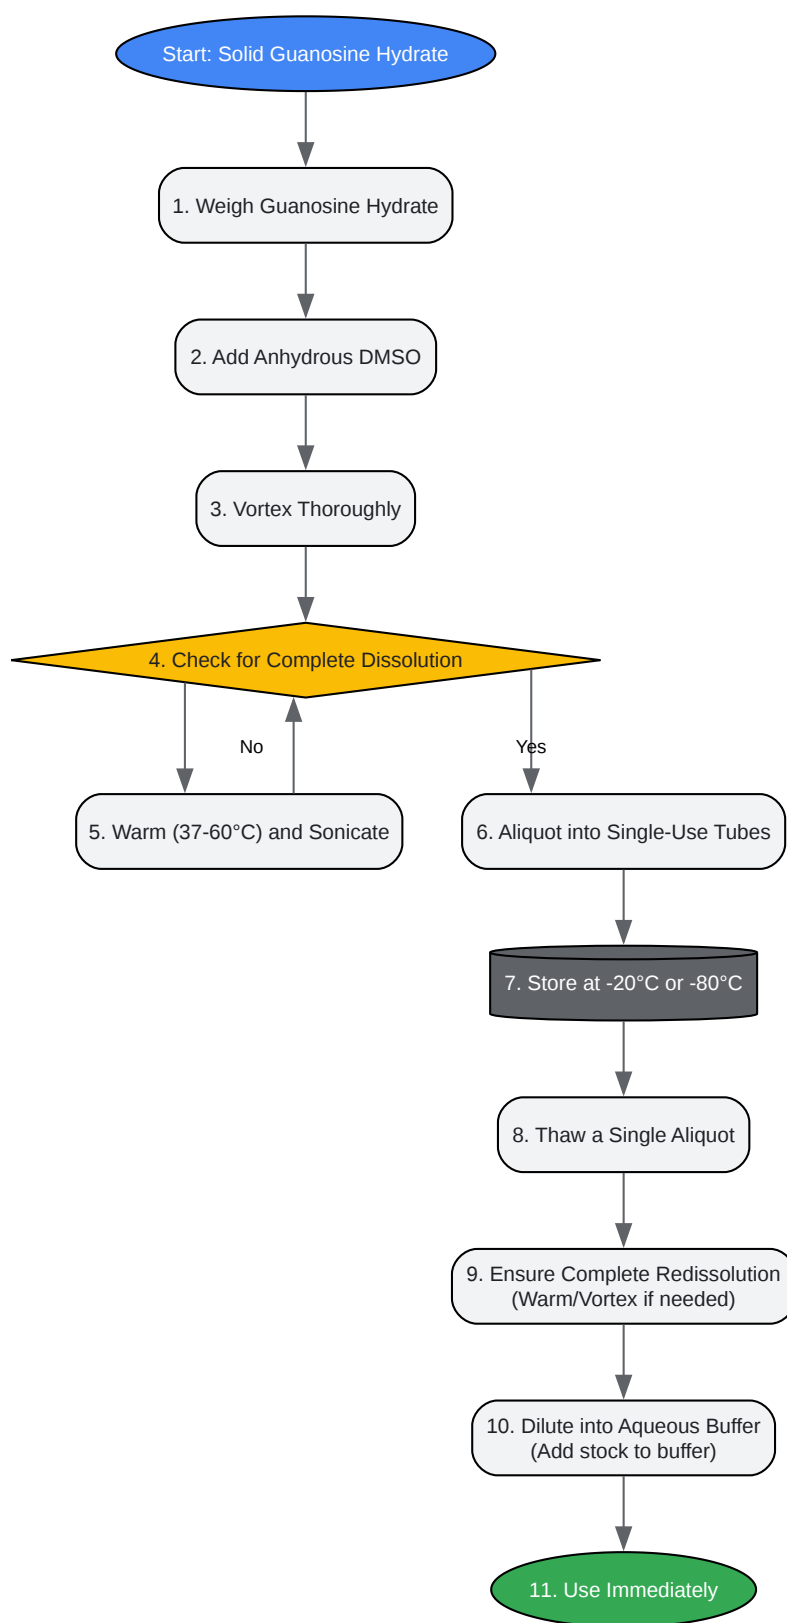 Start: Solid Guanosine Hydrate
1. Weigh Guanosine Hydrate
2. Add Anhydrous DMSO
3. Vortex Thoroughly
4. Check for Complete Dissolution
No
Yes
5. Warm (37-60°C) and Sonicate
6. Aliquot into Single-Use Tubes
7. Store at -20°C or -80°C
8. Thaw a Single Aliquot
9. Ensure Complete Redissolution
(Warm/Vortex if needed)
10. Dilute into Aqueous Buffer
(Add stock to buffer)
11. Use Immediately